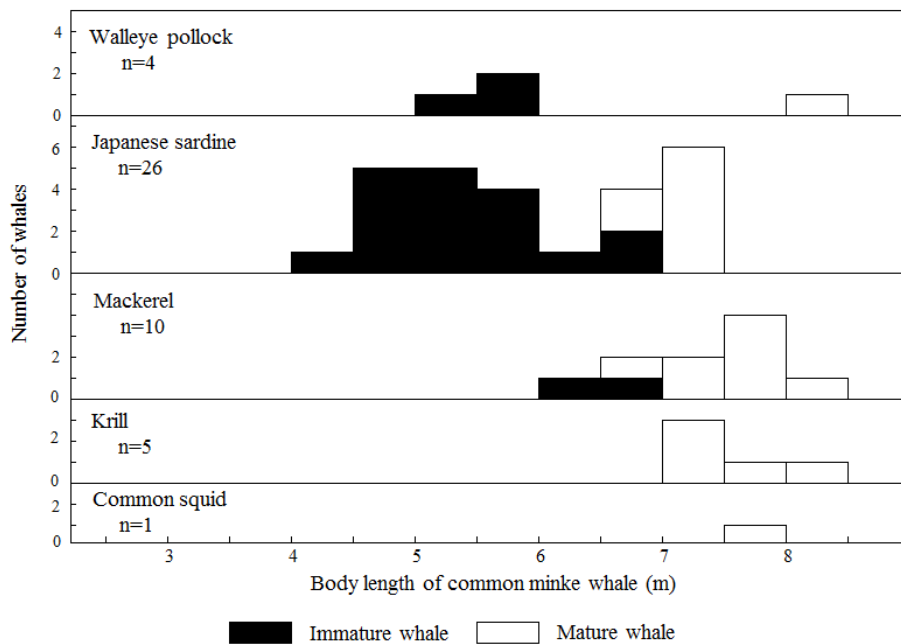 Number of whales
Walleye pollock
n=4
4
2
0
Japanese sardine
n=26
6
4
2
0
Mackerel
n=10
2
0
Krill
n=5
2
0
Common squid
n=1
2
0
3 4 5 6 7 8
Body length of common minke whale (m)
Immature whale Mature whale